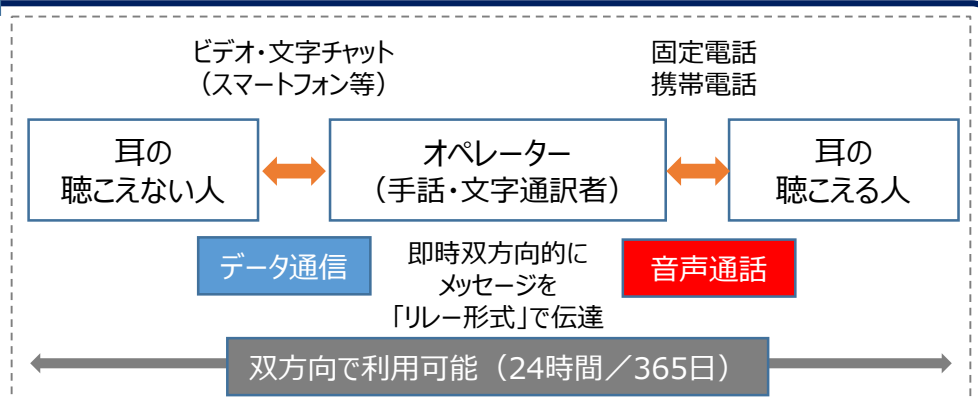 ビデオ・文字チャット
（スマートフォン等）
固定電話
携帯電話
耳の
聴こえない人
オペレーター
（手話・文字通訳者）
耳の
聴こえる人
データ通信
即時双方向的に
メッセージを
「リレー形式」で伝達
音声通話
双方向で利用可能（24時間／365日）